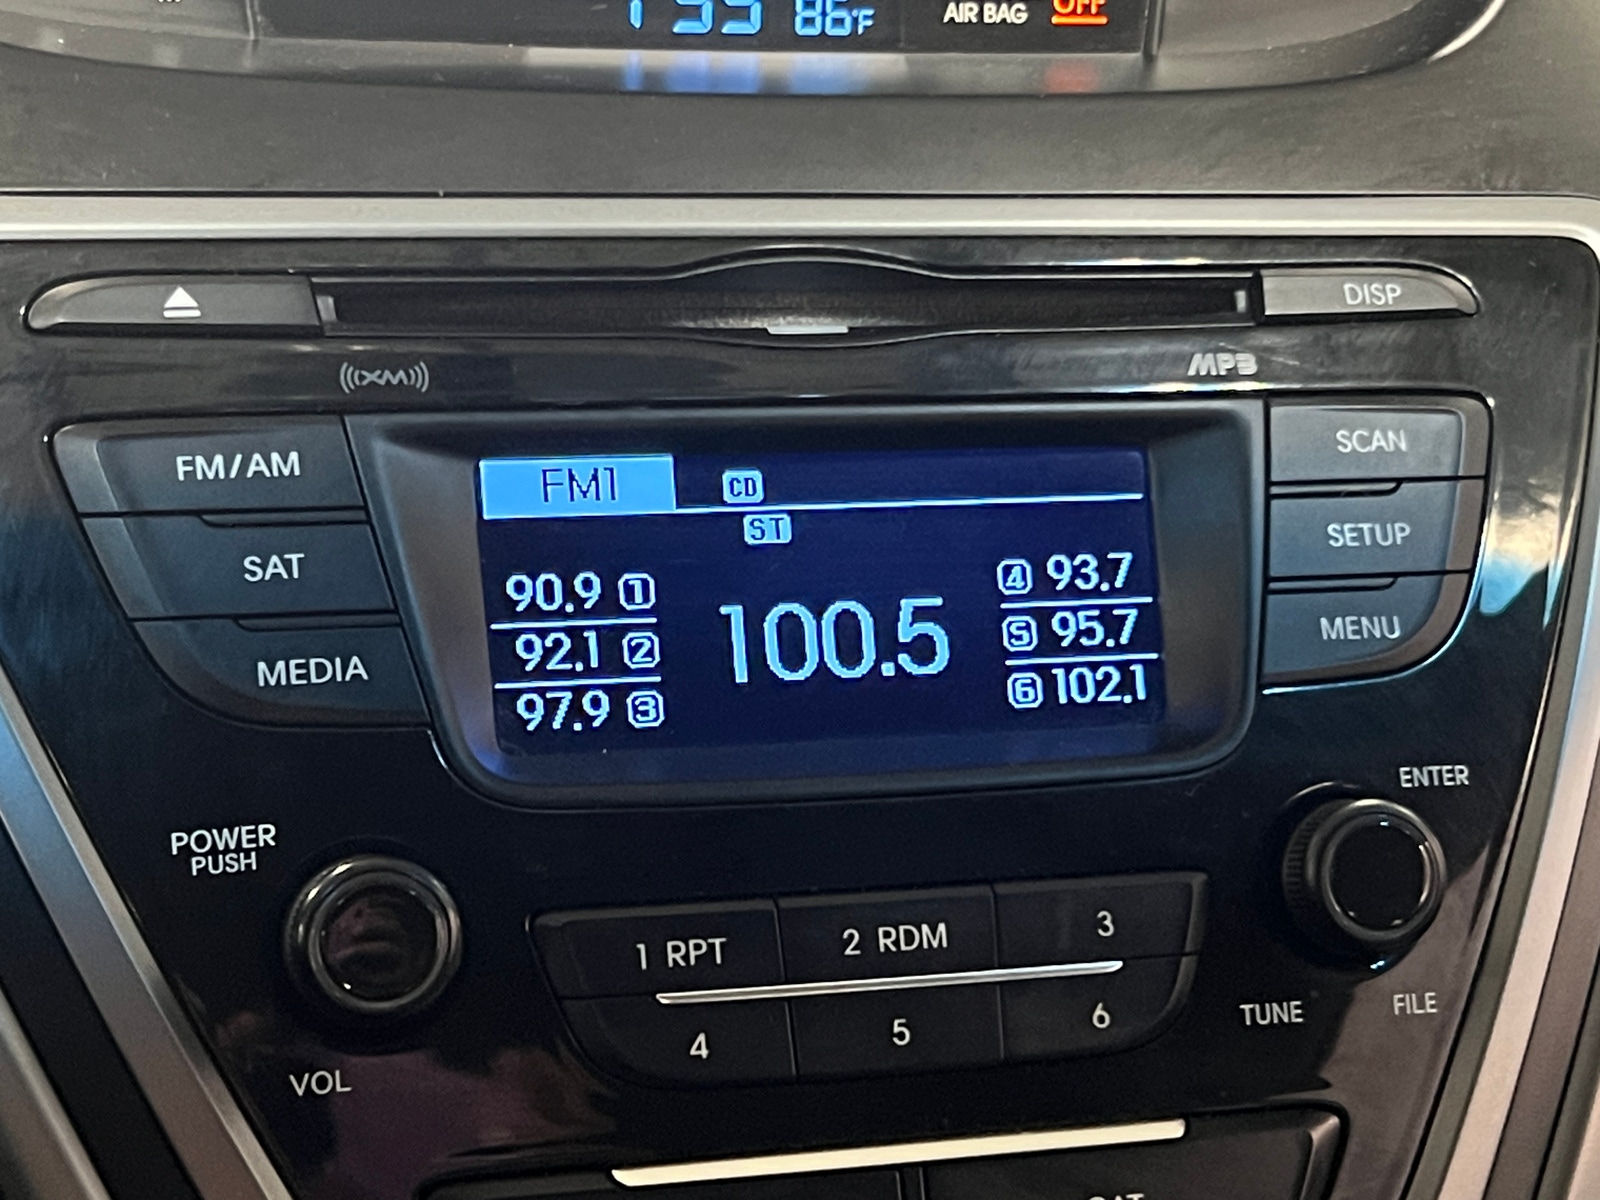 86°F AIR BAG OFF
DISP
XM MP3
FM/AM
SAT
MEDIA
FM1 CD
ST
90.9 1
92.1 2
97.9 3
100.5
4 93.7
5 95.7
6 102.1
SCAN
SETUP
MENU
POWER
PUSH
VOL
1 RPT 2 RDM 3
4 5 6
ENTER
TUNE FILE